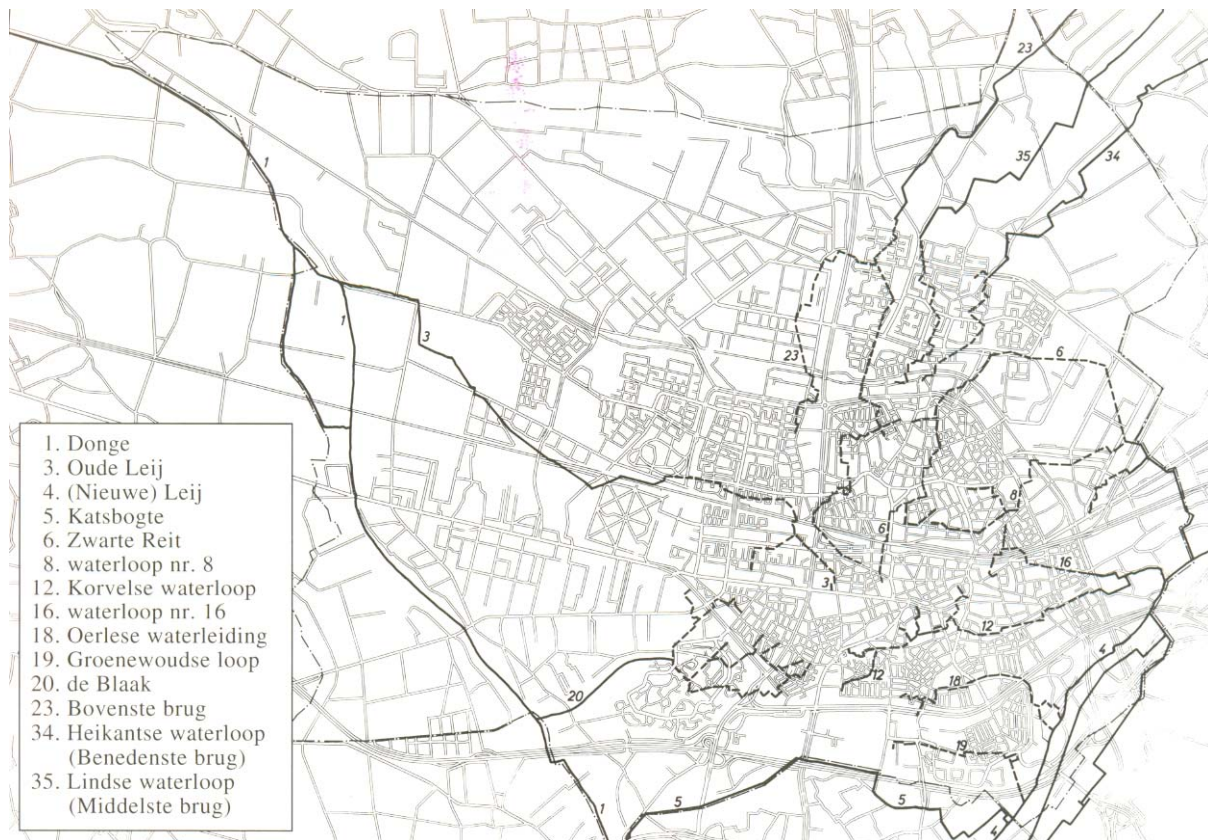 23
35
34
1
1
3
23
6
8
6
16
3
12
4
12
18
20
19
5
5
1
4
1. Donge
3. Oude Leij
4. (Nieuwe) Leij
5. Katsbogte
6. Zwarte Reit
8. waterloop nr. 8
12. Korvelse waterloop
16. waterloop nr. 16
18. Oerlese waterleiding
19. Groenewoudse loop
20. de Blaak
23. Bovenste brug
34. Heikantse waterloop
(Benedenste brug)
35. Lindse waterloop
(Middelste brug)